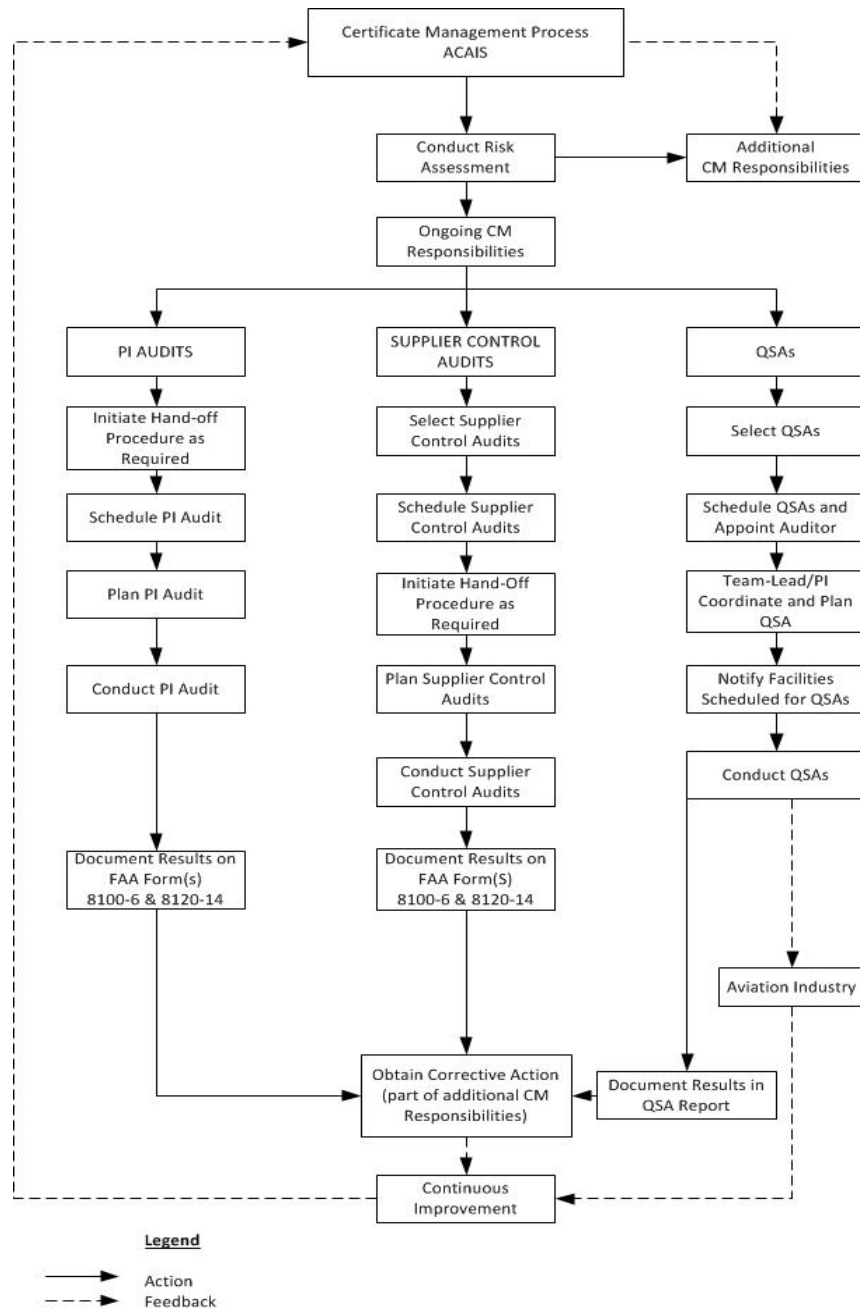 Certificate Management Process
ACAIS
Conduct Risk
Assessment
Additional
CM Responsibilities
Ongoing CM
Responsibilities
PI AUDITS
SUPPLIER CONTROL
AUDITS
QSAs
Initiate Hand-off
Procedure as
Required
Select Supplier
Control Audits
Select QSAs
Schedule PI Audit
Schedule Supplier
Control Audits
Schedule QSAs and
Appoint Auditor
Plan PI Audit
Initiate Hand-Off
Procedure as
Required
Team-Lead/PI
Coordinate and Plan
QSA
Conduct PI Audit
Plan Supplier Control
Audits
Notify Facilities
Scheduled for QSAs
Conduct Supplier
Control Audits
Conduct QSAs
Document Results on
FAA Form(s)
8100-6 & 8120-14
Document Results on
FAA Form(S)
8100-6 & 8120-14
Aviation Industry
Obtain Corrective Action
(part of additional CM
Responsibilities)
Document Results in
QSA Report
Continuous
Improvement
Legend
Action
Feedback